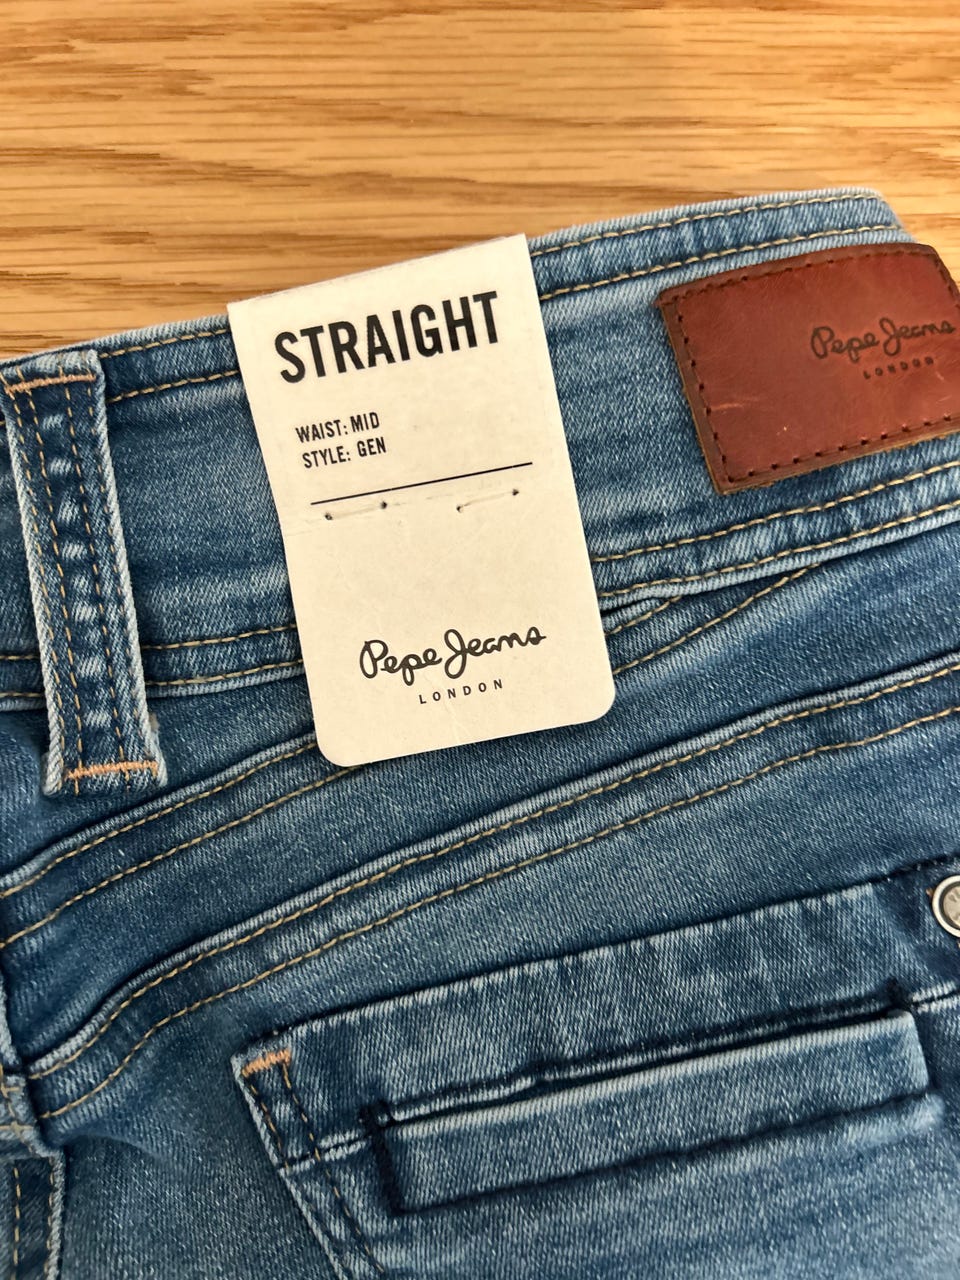 STRAIGHT
WAIST: MID
STYLE: GEN
Pepe Jeans
LONDON
Pepe Jeans
LONDON